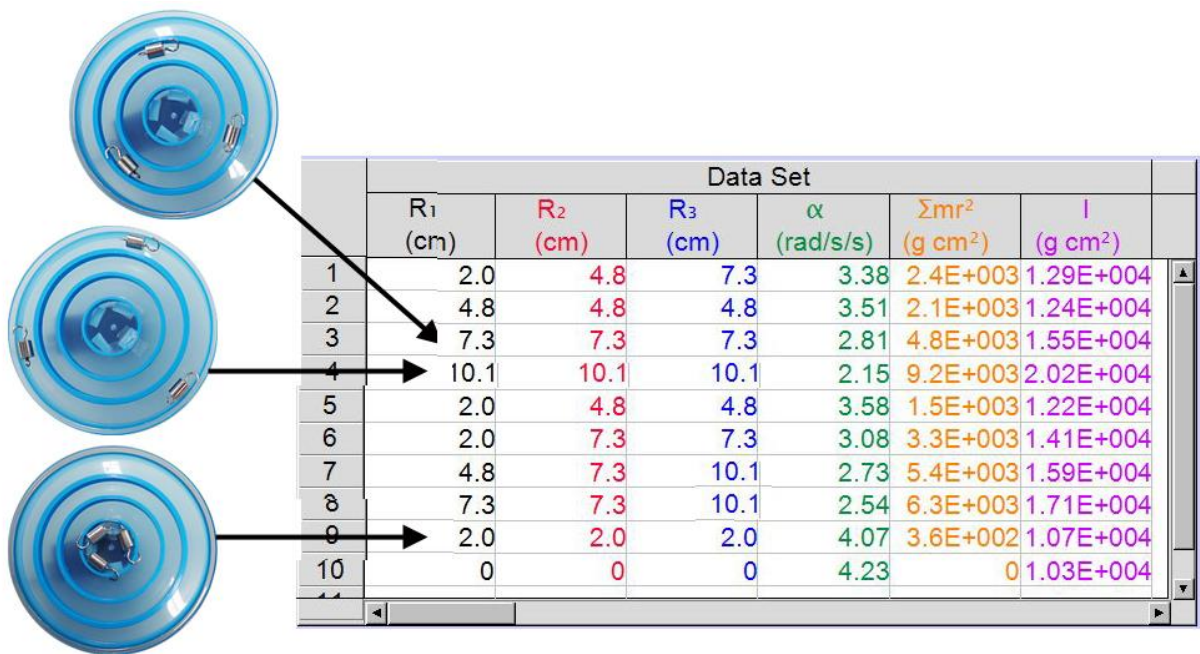 Data Set
R₁ R₂ R₃ α Σmr² I
(cm) (cm) (cm) (rad/s/s) (g cm²) (g cm²)
1 2.0 4.8 7.3 3.38 2.4E+003 1.29E+004
2 4.8 4.8 4.8 3.51 2.1E+003 1.24E+004
3 7.3 7.3 7.3 2.81 4.8E+003 1.55E+004
4 10.1 10.1 10.1 2.15 9.2E+003 2.02E+004
5 2.0 4.8 4.8 3.58 1.5E+003 1.22E+004
6 2.0 7.3 7.3 3.08 3.3E+003 1.41E+004
7 4.8 7.3 10.1 2.73 5.4E+003 1.59E+004
8 7.3 7.3 10.1 2.54 6.3E+003 1.71E+004
9 2.0 2.0 2.0 4.07 3.6E+002 1.07E+004
10 0 0 0 4.23 0 1.03E+004